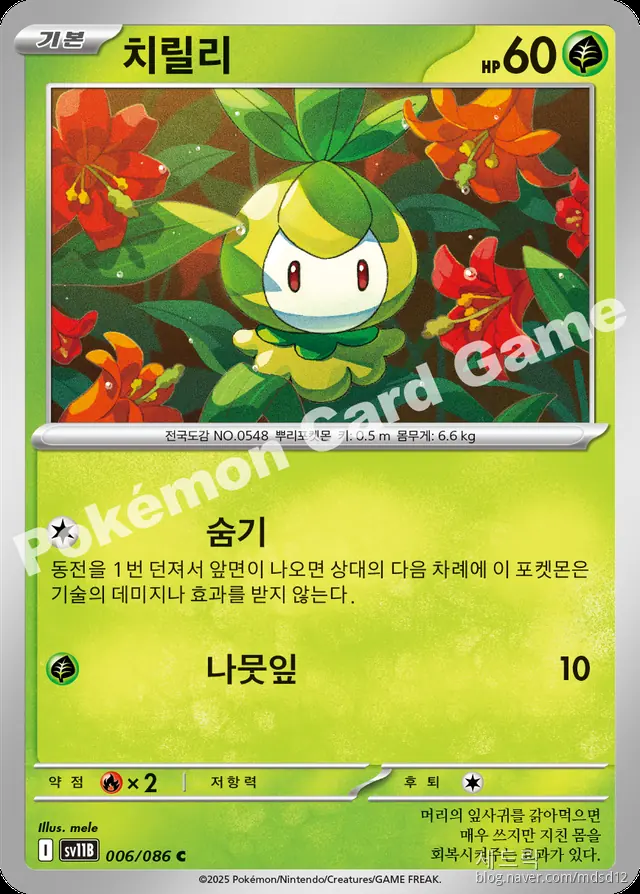 기본 치릴리 HP 60
전국도감 NO.0548 뿌리포켓몬 키: 0.5 m 몸무게: 6.6 kg
Pokémon Card Game
숨기
동전을 1번 던져서 앞면이 나오면 상대의 다음 차례에 이 포켓몬은
기술의 데미지나 효과를 받지 않는다.
나뭇잎 10
약점 ×2 저항력 후퇴
Illus. mele
머리의 잎사귀를 갉아먹으면
매우 쓰지만 지친 몸을
회복시켜주는 효과가 있다.
I sv11B 006/086 C
©2025 Pokémon/Nintendo/Creatures/GAME FREAK.
blog.naver.com/mdsd12